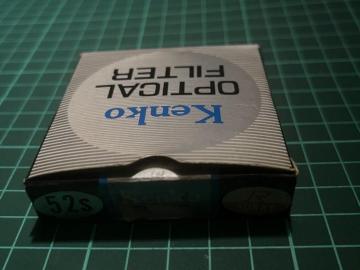 Kenko
OPTICAL
FILTER
52s